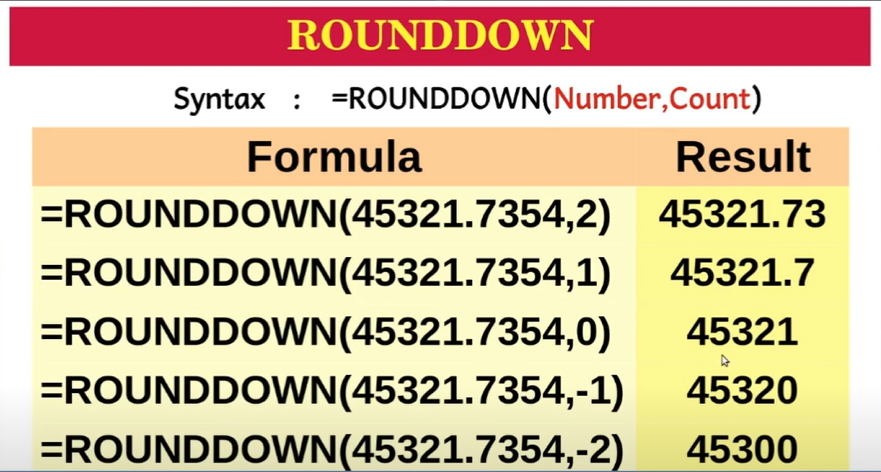 ROUNDDOWN
Syntax : =ROUNDDOWN(Number,Count)
Formula Result
=ROUNDDOWN(45321.7354,2) 45321.73
=ROUNDDOWN(45321.7354,1) 45321.7
=ROUNDDOWN(45321.7354,0) 45321
=ROUNDDOWN(45321.7354,-1) 45320
=ROUNDDOWN(45321.7354,-2) 45300